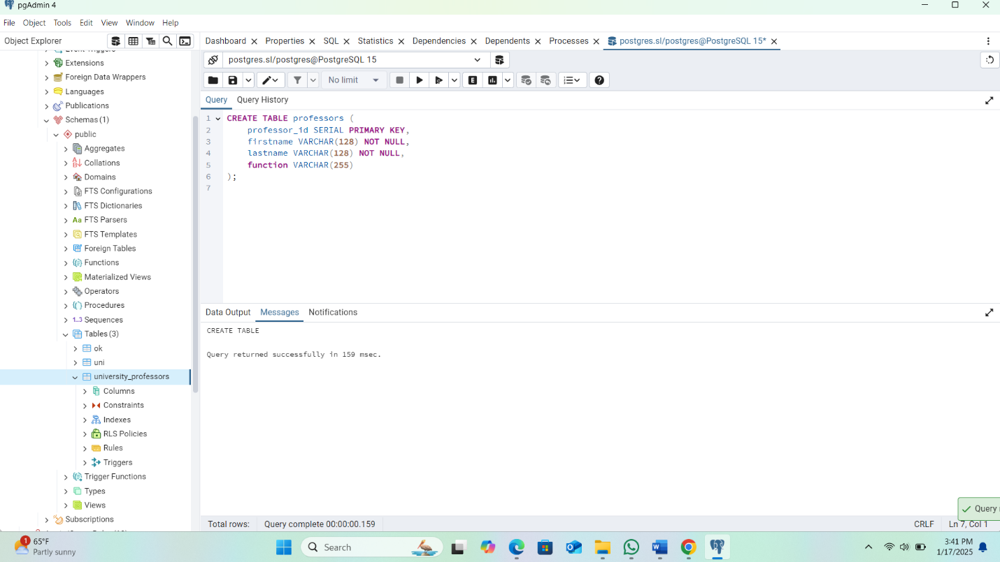 pgAdmin 4
File Object Tools Edit View Window Help
Object Explorer
Event Triggers
Extensions
Foreign Data Wrappers
Languages
Publications
Schemas (1)
public
Aggregates
Collations
Domains
FTS Configurations
FTS Dictionaries
Aa FTS Parsers
FTS Templates
Foreign Tables
Functions
Materialized Views
Operators
Procedures
1..3 Sequences
Tables (3)
ok
uni
university_professors
Columns
Constraints
Indexes
RLS Policies
Rules
Triggers
Trigger Functions
Types
Views
Subscriptions
Dashboard Properties SQL Statistics Dependencies Dependents Processes postgres.sl/postgres@PostgreSQL 15*
postgres.sl/postgres@PostgreSQL 15
No limit E
Query Query History
1 CREATE TABLE professors (
2 professor_id SERIAL PRIMARY KEY,
3 firstname VARCHAR(128) NOT NULL,
4 lastname VARCHAR(128) NOT NULL,
5 function VARCHAR(255)
6 );
7
Data Output Messages Notifications
CREATE TABLE
Query returned successfully in 159 msec.
Query
Total rows: Query complete 00:00:00.159 CRLF Ln 7, Col 1
1 65°F
Partly sunny
Search
3:41 PM
1/17/2025